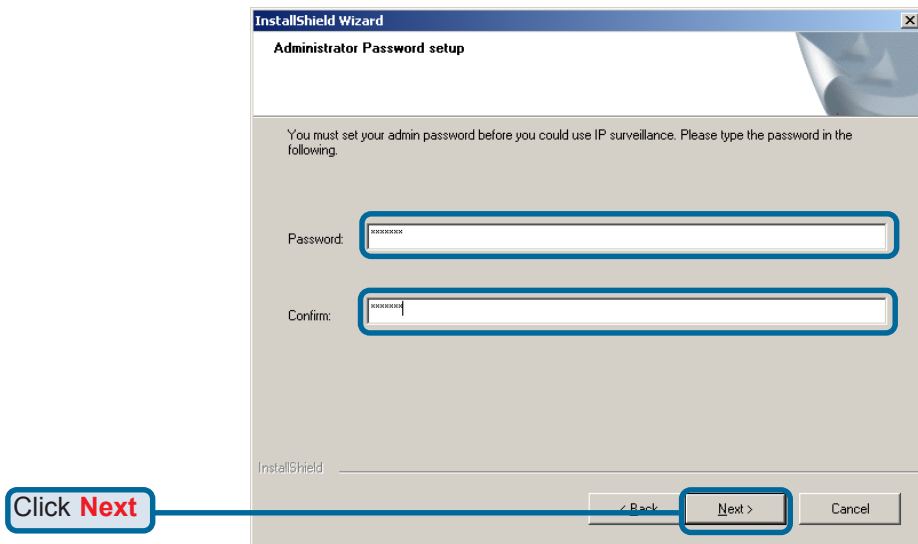 InstallShield Wizard
Administrator Password setup
You must set your admin password before you could use IP surveillance. Please type the password in the
following.
Password: *******
Confirm: *******
InstallShield
Click Next
< Back
Next >
Cancel